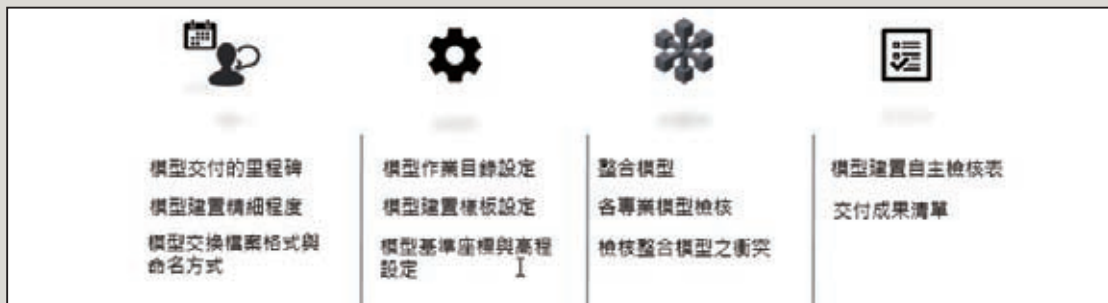 模型交付的里程碑
模型建置精細程度
模型交換檔案格式與
命名方式
模型作業目錄設定
模型建置樣板設定
模型基準座標與高程
設定
整合模型
各專業模型檢核
檢核整合模型之衝突
模型建置自主檢核表
交付成果清單